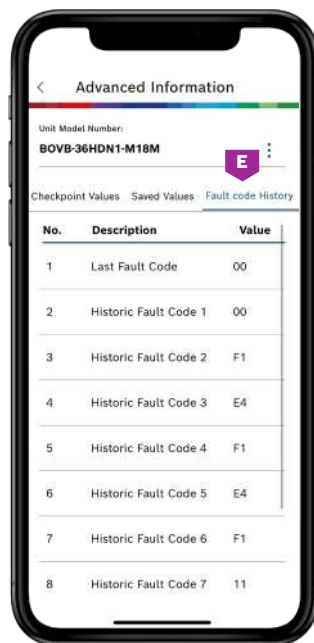 Advanced Information
Unit Model Number:
BOVB-36HDN1-M18M
E
Checkpoint Values Saved Values Fault code History
No. Description Value
1 Last Fault Code 00
2 Historic Fault Code 1 00
3 Historic Fault Code 2 F1
4 Historic Fault Code 3 E4
5 Historic Fault Code 4 F1
6 Historic Fault Code 5 E4
7 Historic Fault Code 6 F1
8 Historic Fault Code 7 11